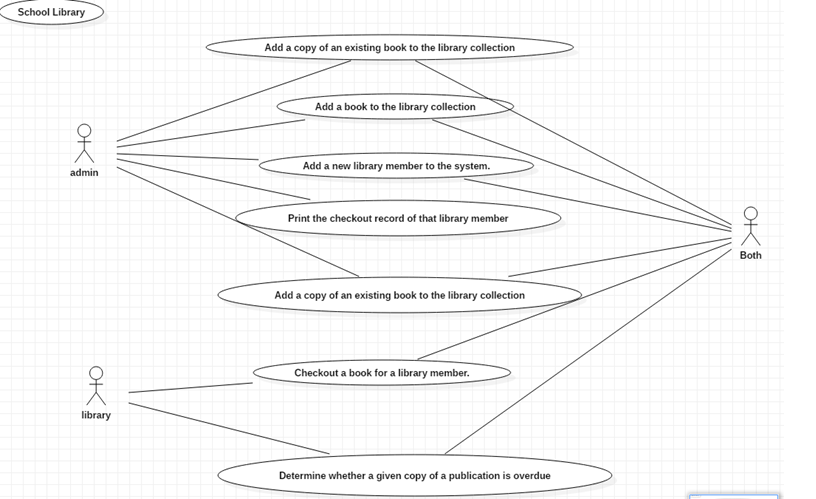 School Library
Add a copy of an existing book to the library collection
Add a book to the library collection
admin
Add a new library member to the system.
Print the checkout record of that library member
Both
Add a copy of an existing book to the library collection
Checkout a book for a library member.
library
Determine whether a given copy of a publication is overdue